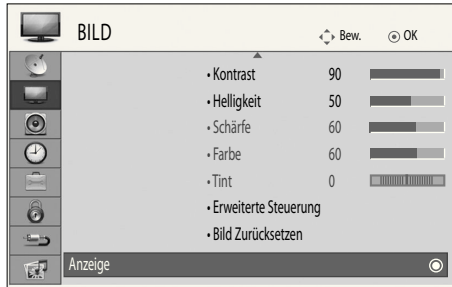 BILD
Bew. OK
• Kontrast 90
• Helligkeit 50
• Schärfe 60
• Farbe 60
• Tint 0
• Erweiterte Steuerung
• Bild Zurücksetzen
Anzeige